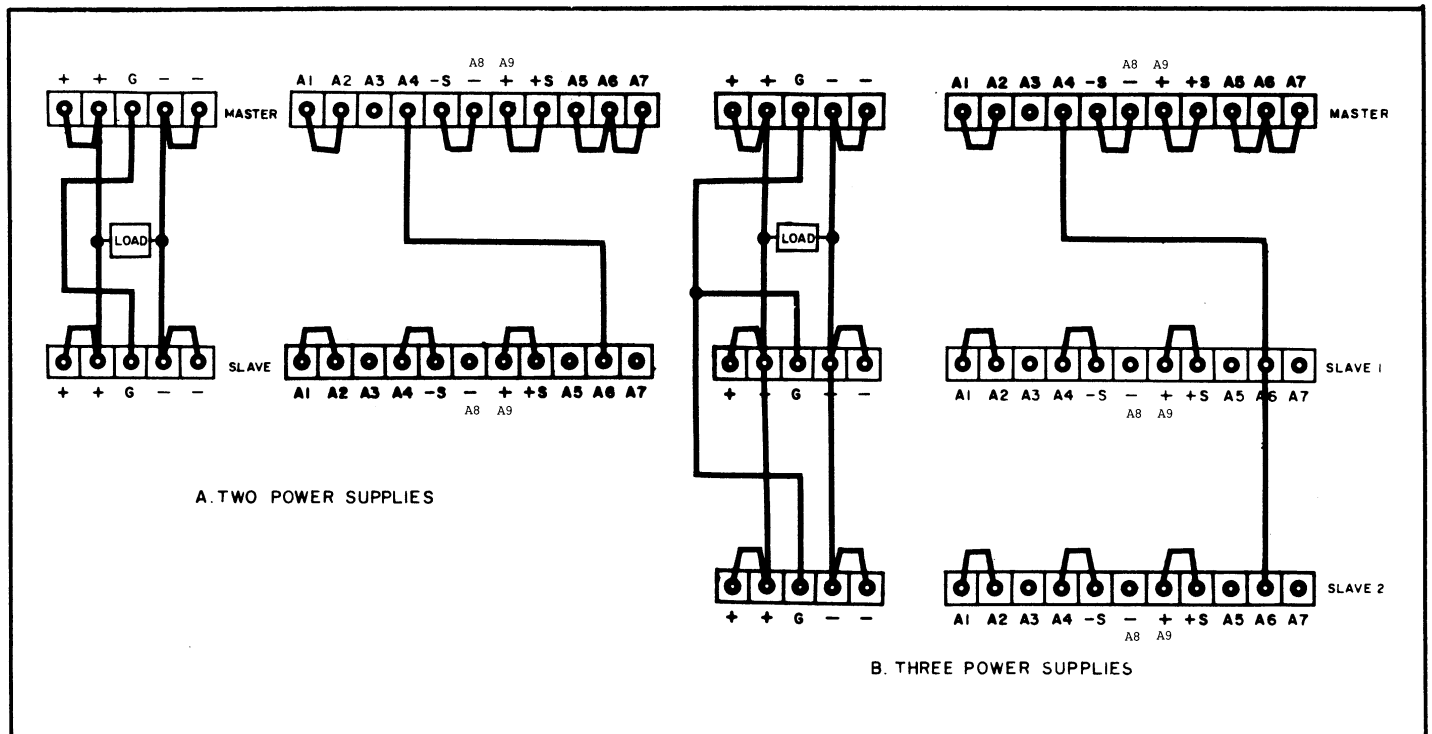 A8 A9
+ + G − − A1 A2 A3 A4 -S − + +S A5 A6 A7
MASTER
LOAD
SLAVE
+ + G − − A1 A2 A3 A4 -S − + +S A5 A6 A7
A8 A9
A. TWO POWER SUPPLIES
A8 A9
+ + G − − A1 A2 A3 A4 -S − + +S A5 A6 A7
MASTER
LOAD
SLAVE 1
+ + G − − A1 A2 A3 A4 -S − + +S A5 A6 A7
A8 A9
SLAVE 2
+ + G − − A1 A2 A3 A4 -S − + +S A5 A6 A7
A8 A9
B. THREE POWER SUPPLIES